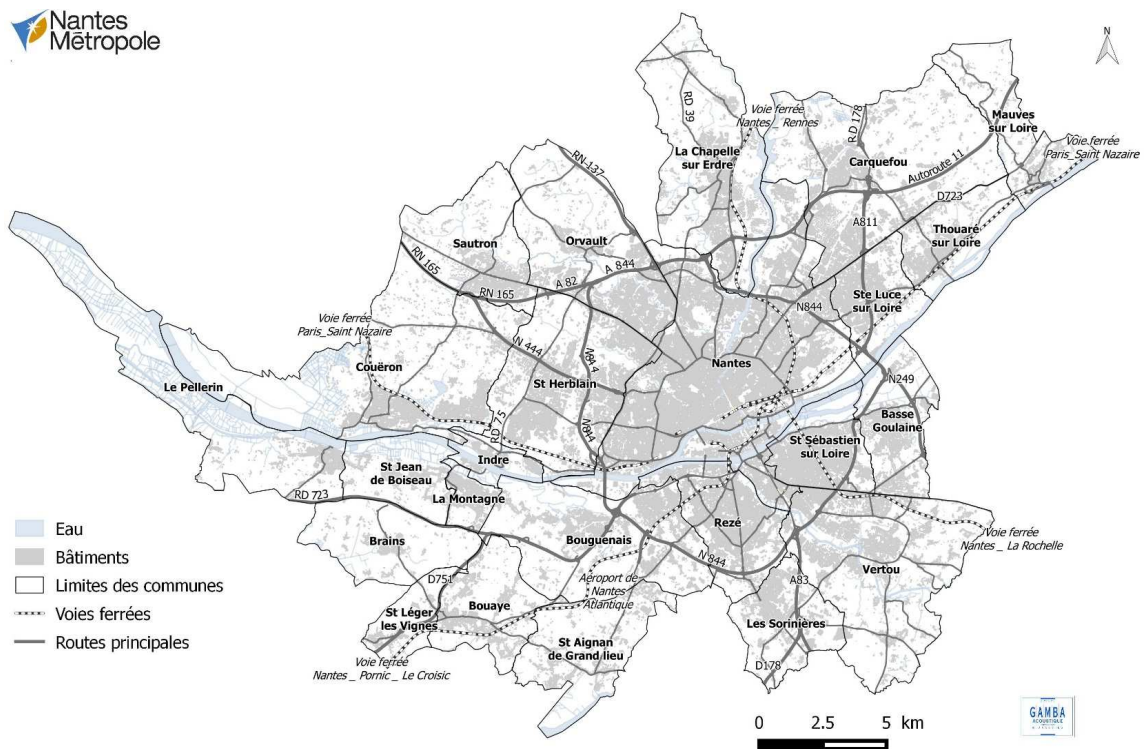 Nantes
Métropole
N
RD 39
Voie ferrée
Nantes _ Rennes
RD 178
Mauves
sur Loire
Voie ferrée
Paris_Saint Nazaire
La Chapelle
sur Erdre
Carquefou
Autoroute 11
RN 137
D723
A811
Thouaré
sur Loire
Sautron
Orvault
RN 165
A 844
A 82
RN 165
Ste Luce
sur Loire
N844
Voie ferrée
Paris_Saint Nazaire
N 444
N844
Nantes
Couëron
St Herblain
N249
Le Pellerin
Basse
Goulaine
RD 75
N844
St Sébastien
sur Loire
Indre
St Jean
de Boiseau
La Montagne
RD 723
Rezé
Brains
Bouguenais
Voie ferrée
Nantes _ La Rochelle
N 844
Vertou
D751
Aéroport de
Nantes
Atlantique
A83
St Léger
les Vignes
Bouaye
Les Sorinières
St Aignan
de Grand lieu
D178
Voie ferrée
Nantes _ Pornic _ Le Croisic
Eau
Bâtiments
Limites des communes
Voies ferrées
Routes principales
0 2.5 5 km
GAMBA
ACOUSTIQUE